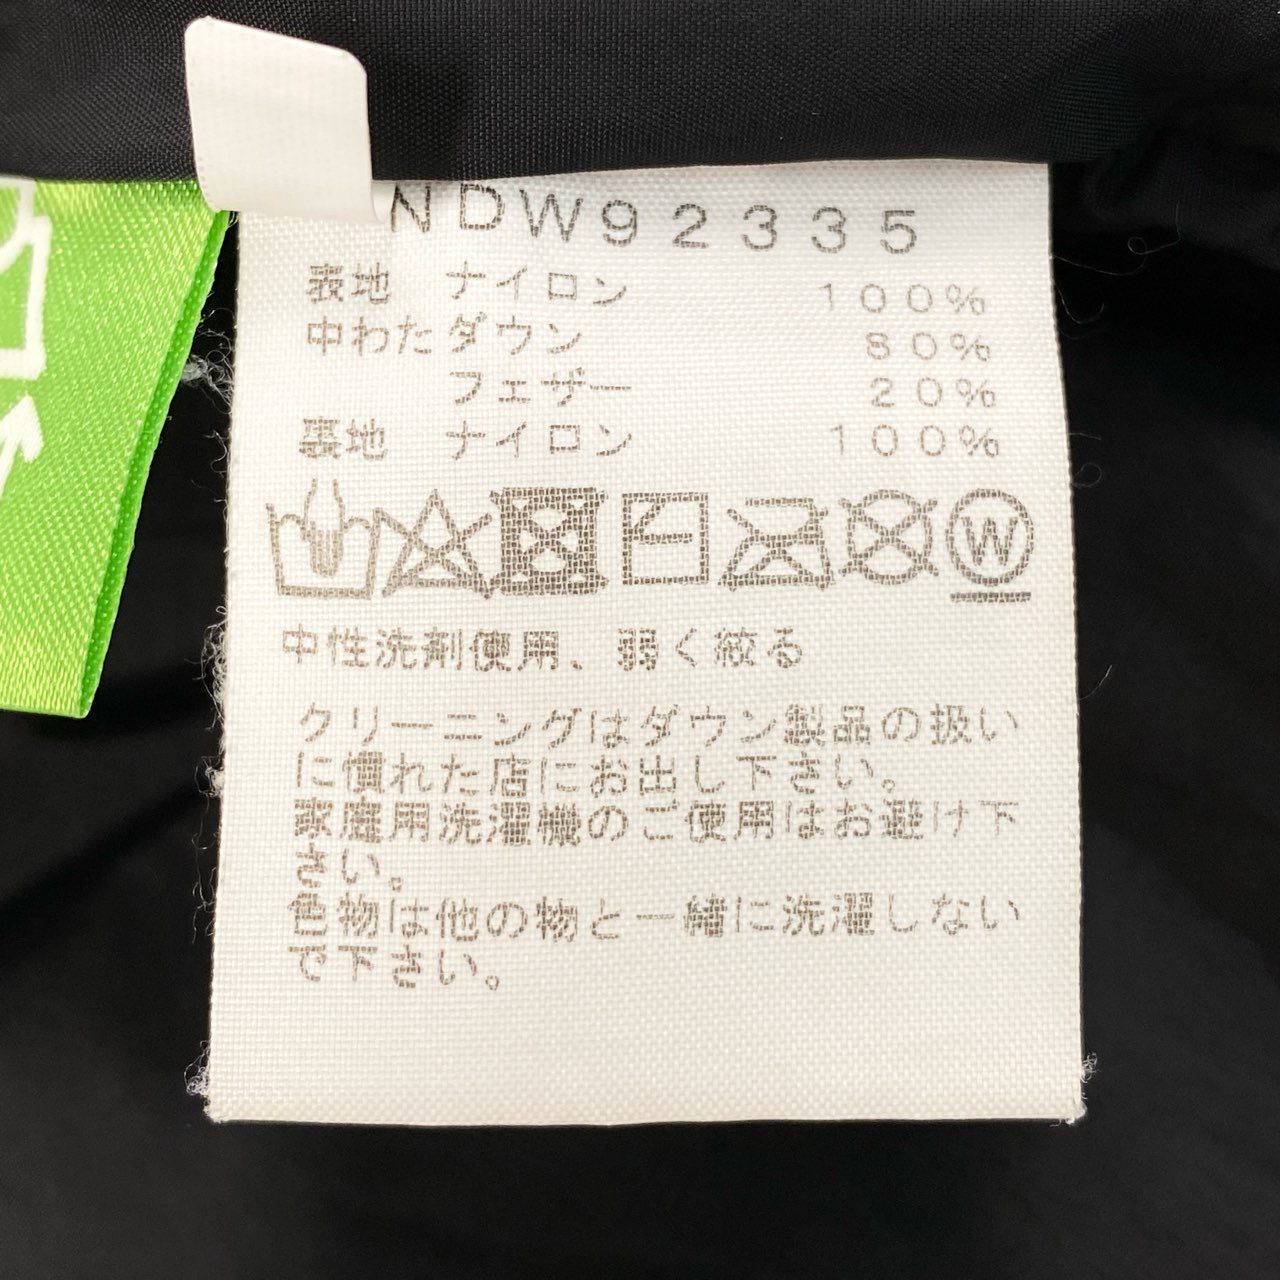 NDW92335
表地 ナイロン 100%
中わた ダウン 80%
フェザー 20%
裏地 ナイロン 100%
W
中性洗剤使用、弱く絞る
クリーニングはダウン製品の扱い
に慣れた店にお出し下さい。
家庭用洗濯機のご使用はお避け下
さい。
色物は他の物と一緒に洗濯しない
で下さい。